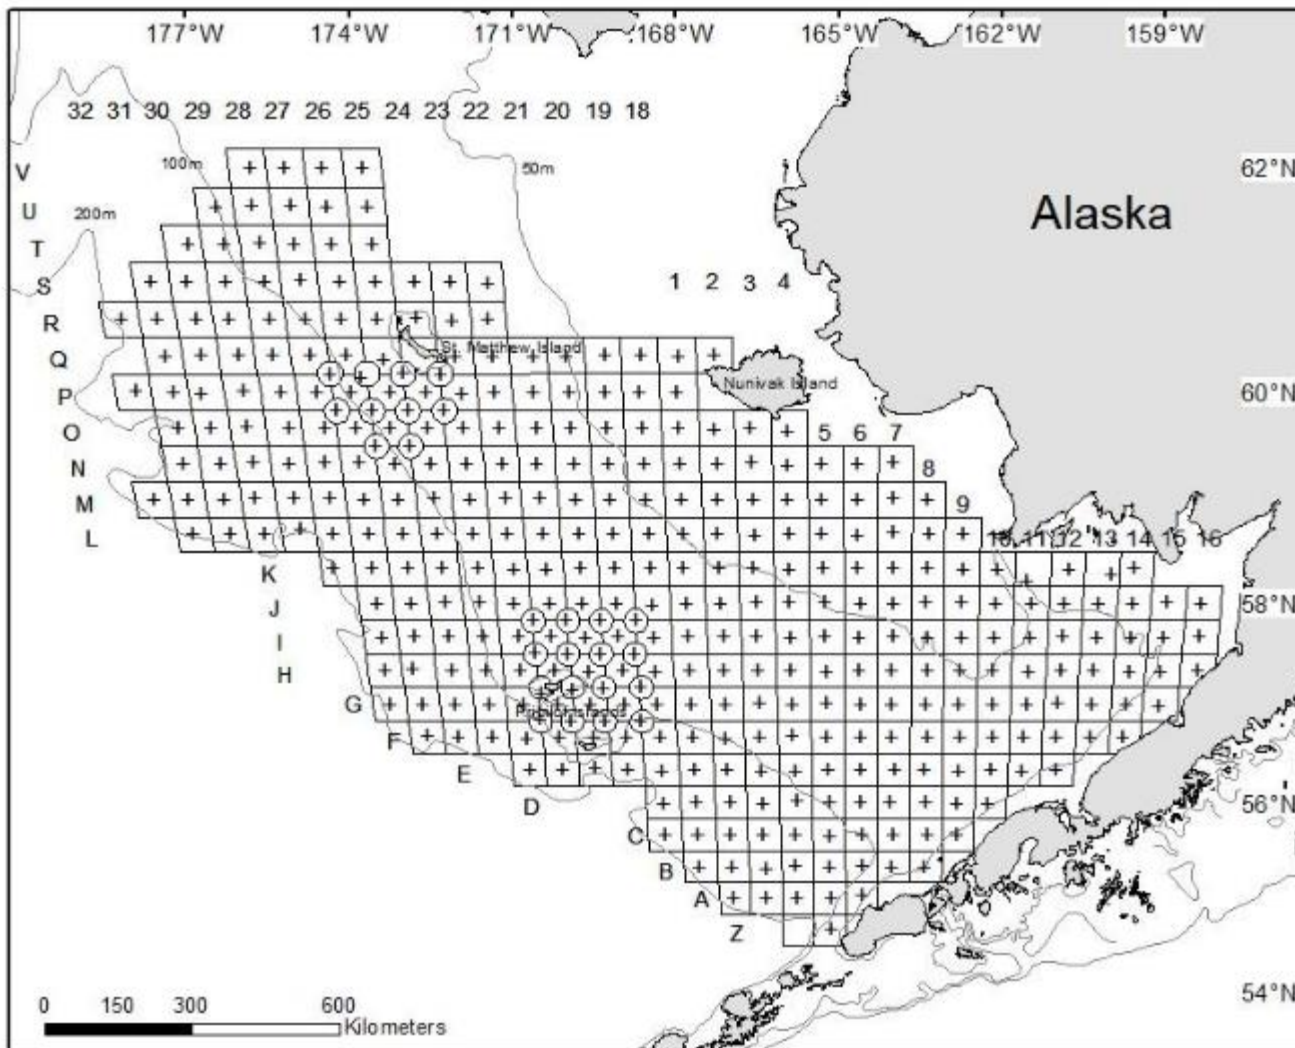 177°W 174°W 171°W 168°W 165°W 162°W 159°W
32 31 30 29 28 27 26 25 24 23 22 21 20 19 18
100m
50m
62°N
V
U
200m
Alaska
T
S
1 2 3 4
R
Q
St. Matthew Island
Nunivak Island
60°N
P
O
5 6 7
N
8
M
9
L
10 11 12 13 14 15 16
K
J
58°N
I
H
G
Pribilof Islands
F
E
D
56°N
C
B
A
Z
54°N
0 150 300 600
Kilometers